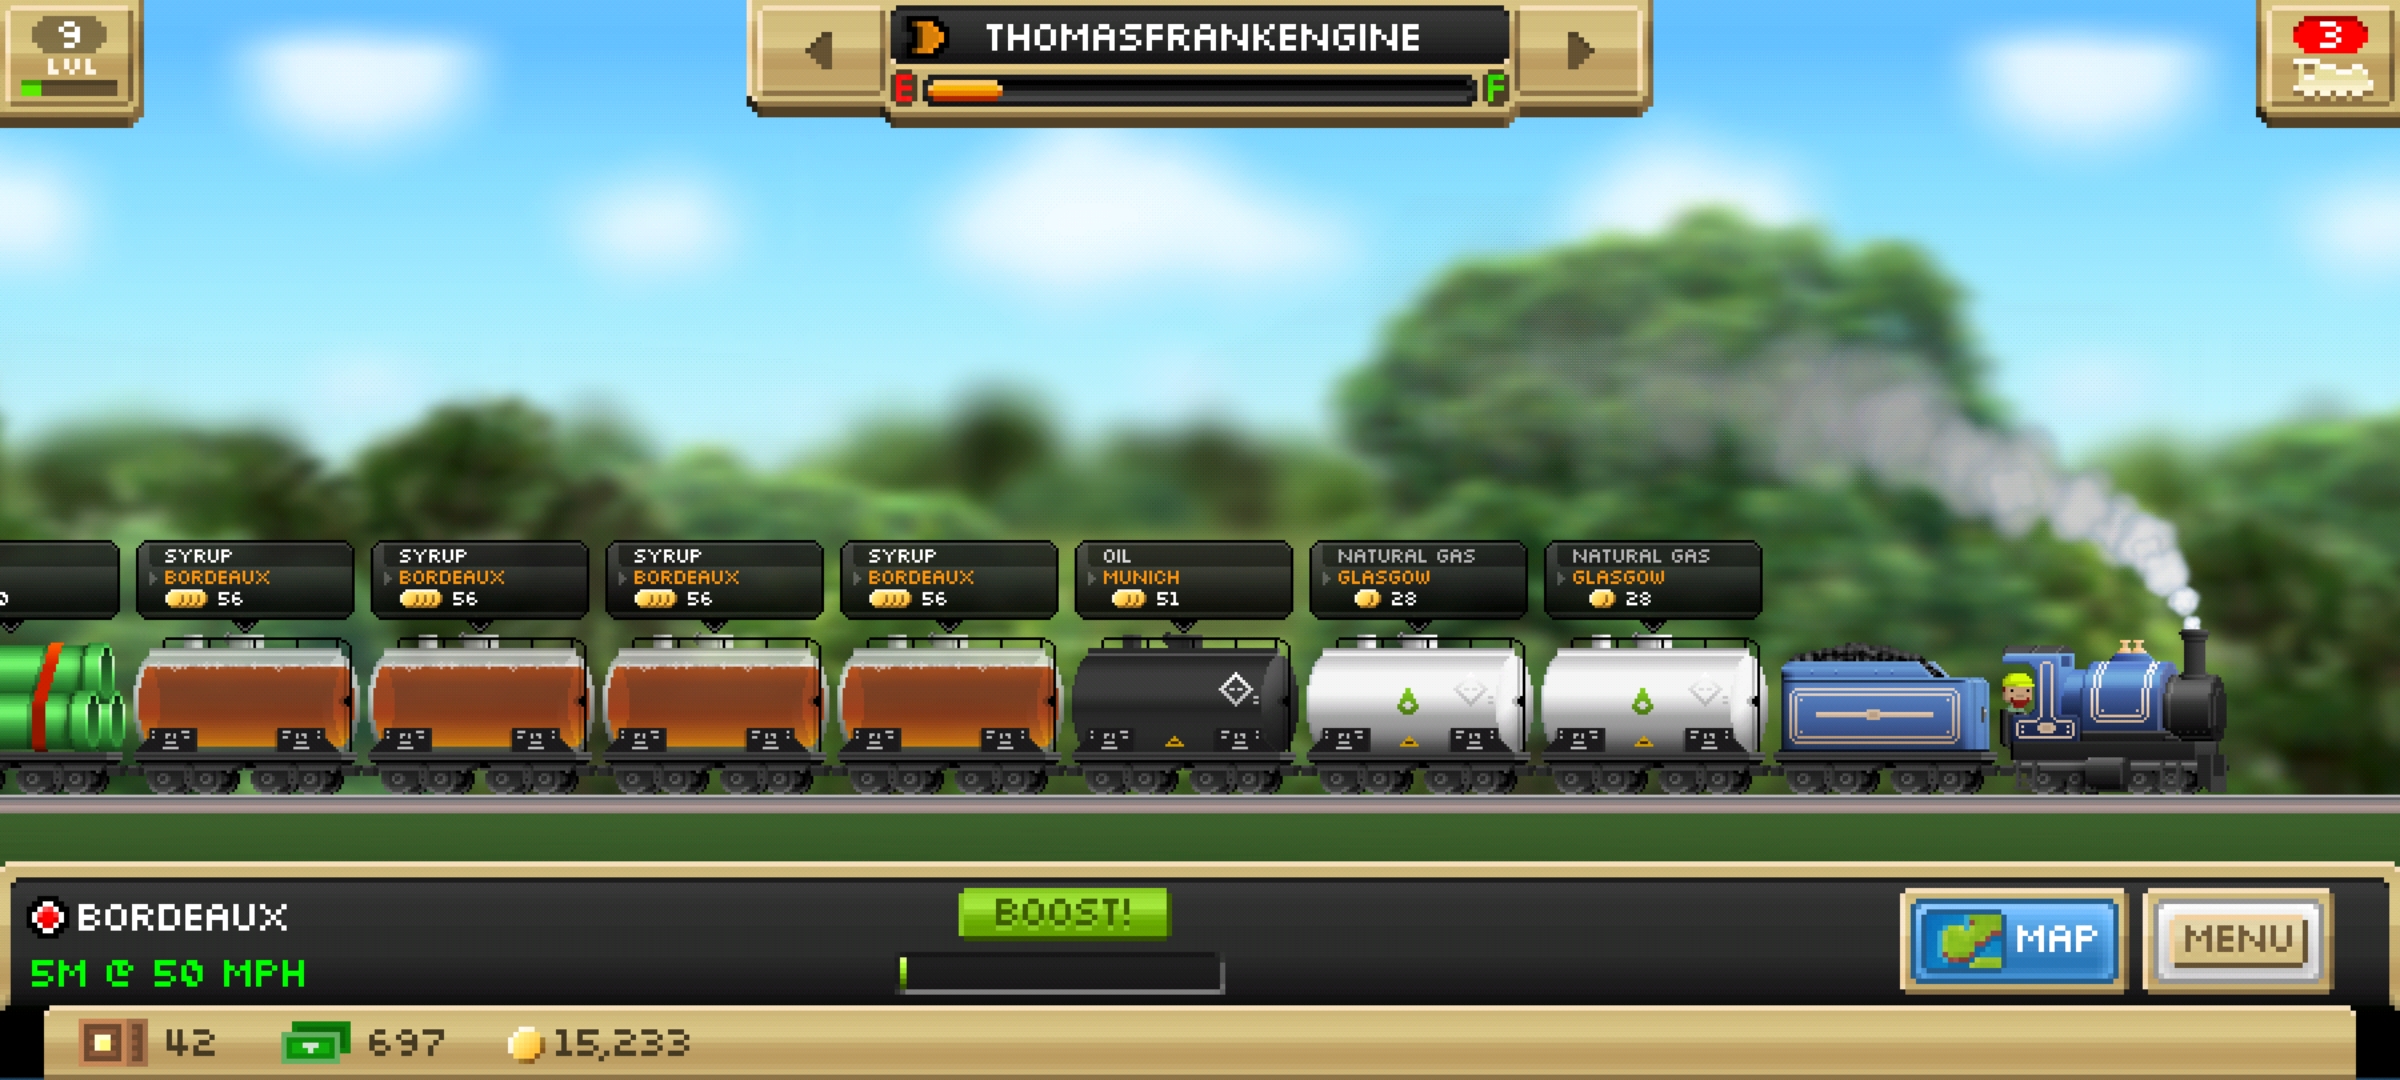 9
LVL
THOMASFRANKENGINE
E F
3
SYRUP
BORDEAUX
56
SYRUP
BORDEAUX
56
SYRUP
BORDEAUX
56
SYRUP
BORDEAUX
56
OIL
MUNICH
51
NATURAL GAS
GLASGOW
28
NATURAL GAS
GLASGOW
28
BORDEAUX
5M @ 50 MPH
BOOST!
MAP
MENU
42 697 15,233